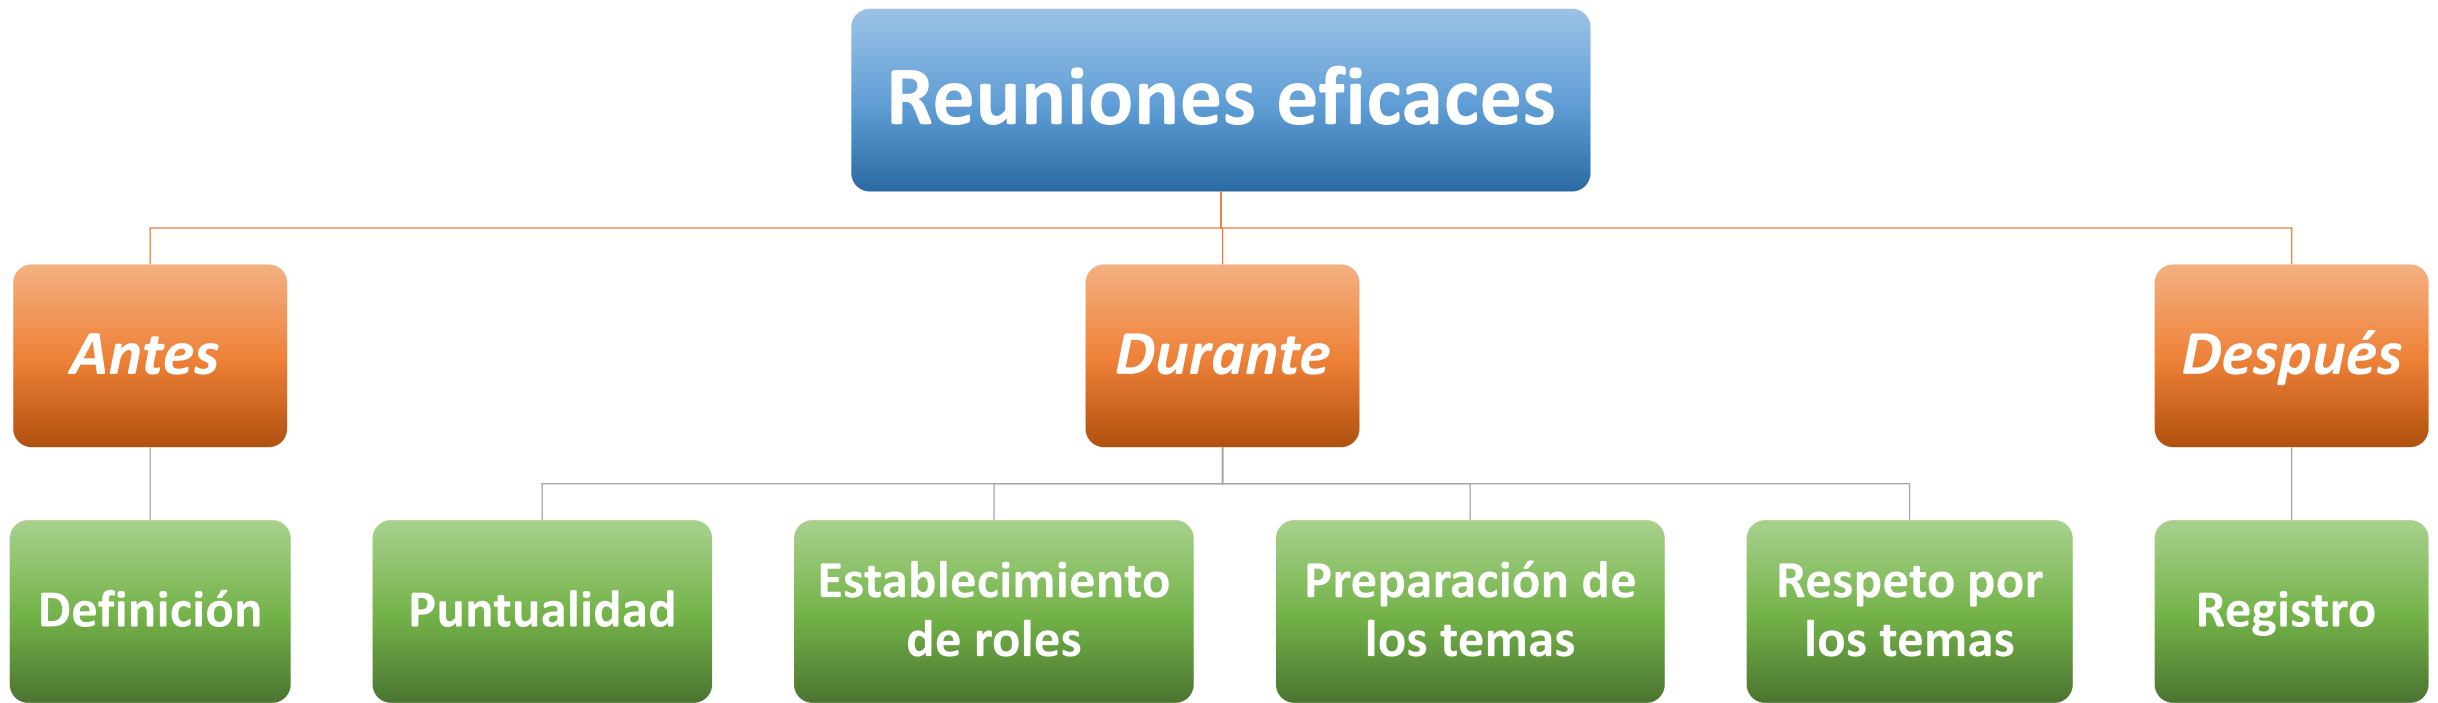 Reuniones eficaces
Antes
Durante
Después
Definición
Puntualidad
Establecimiento
de roles
Preparación de
los temas
Respeto por
los temas
Registro